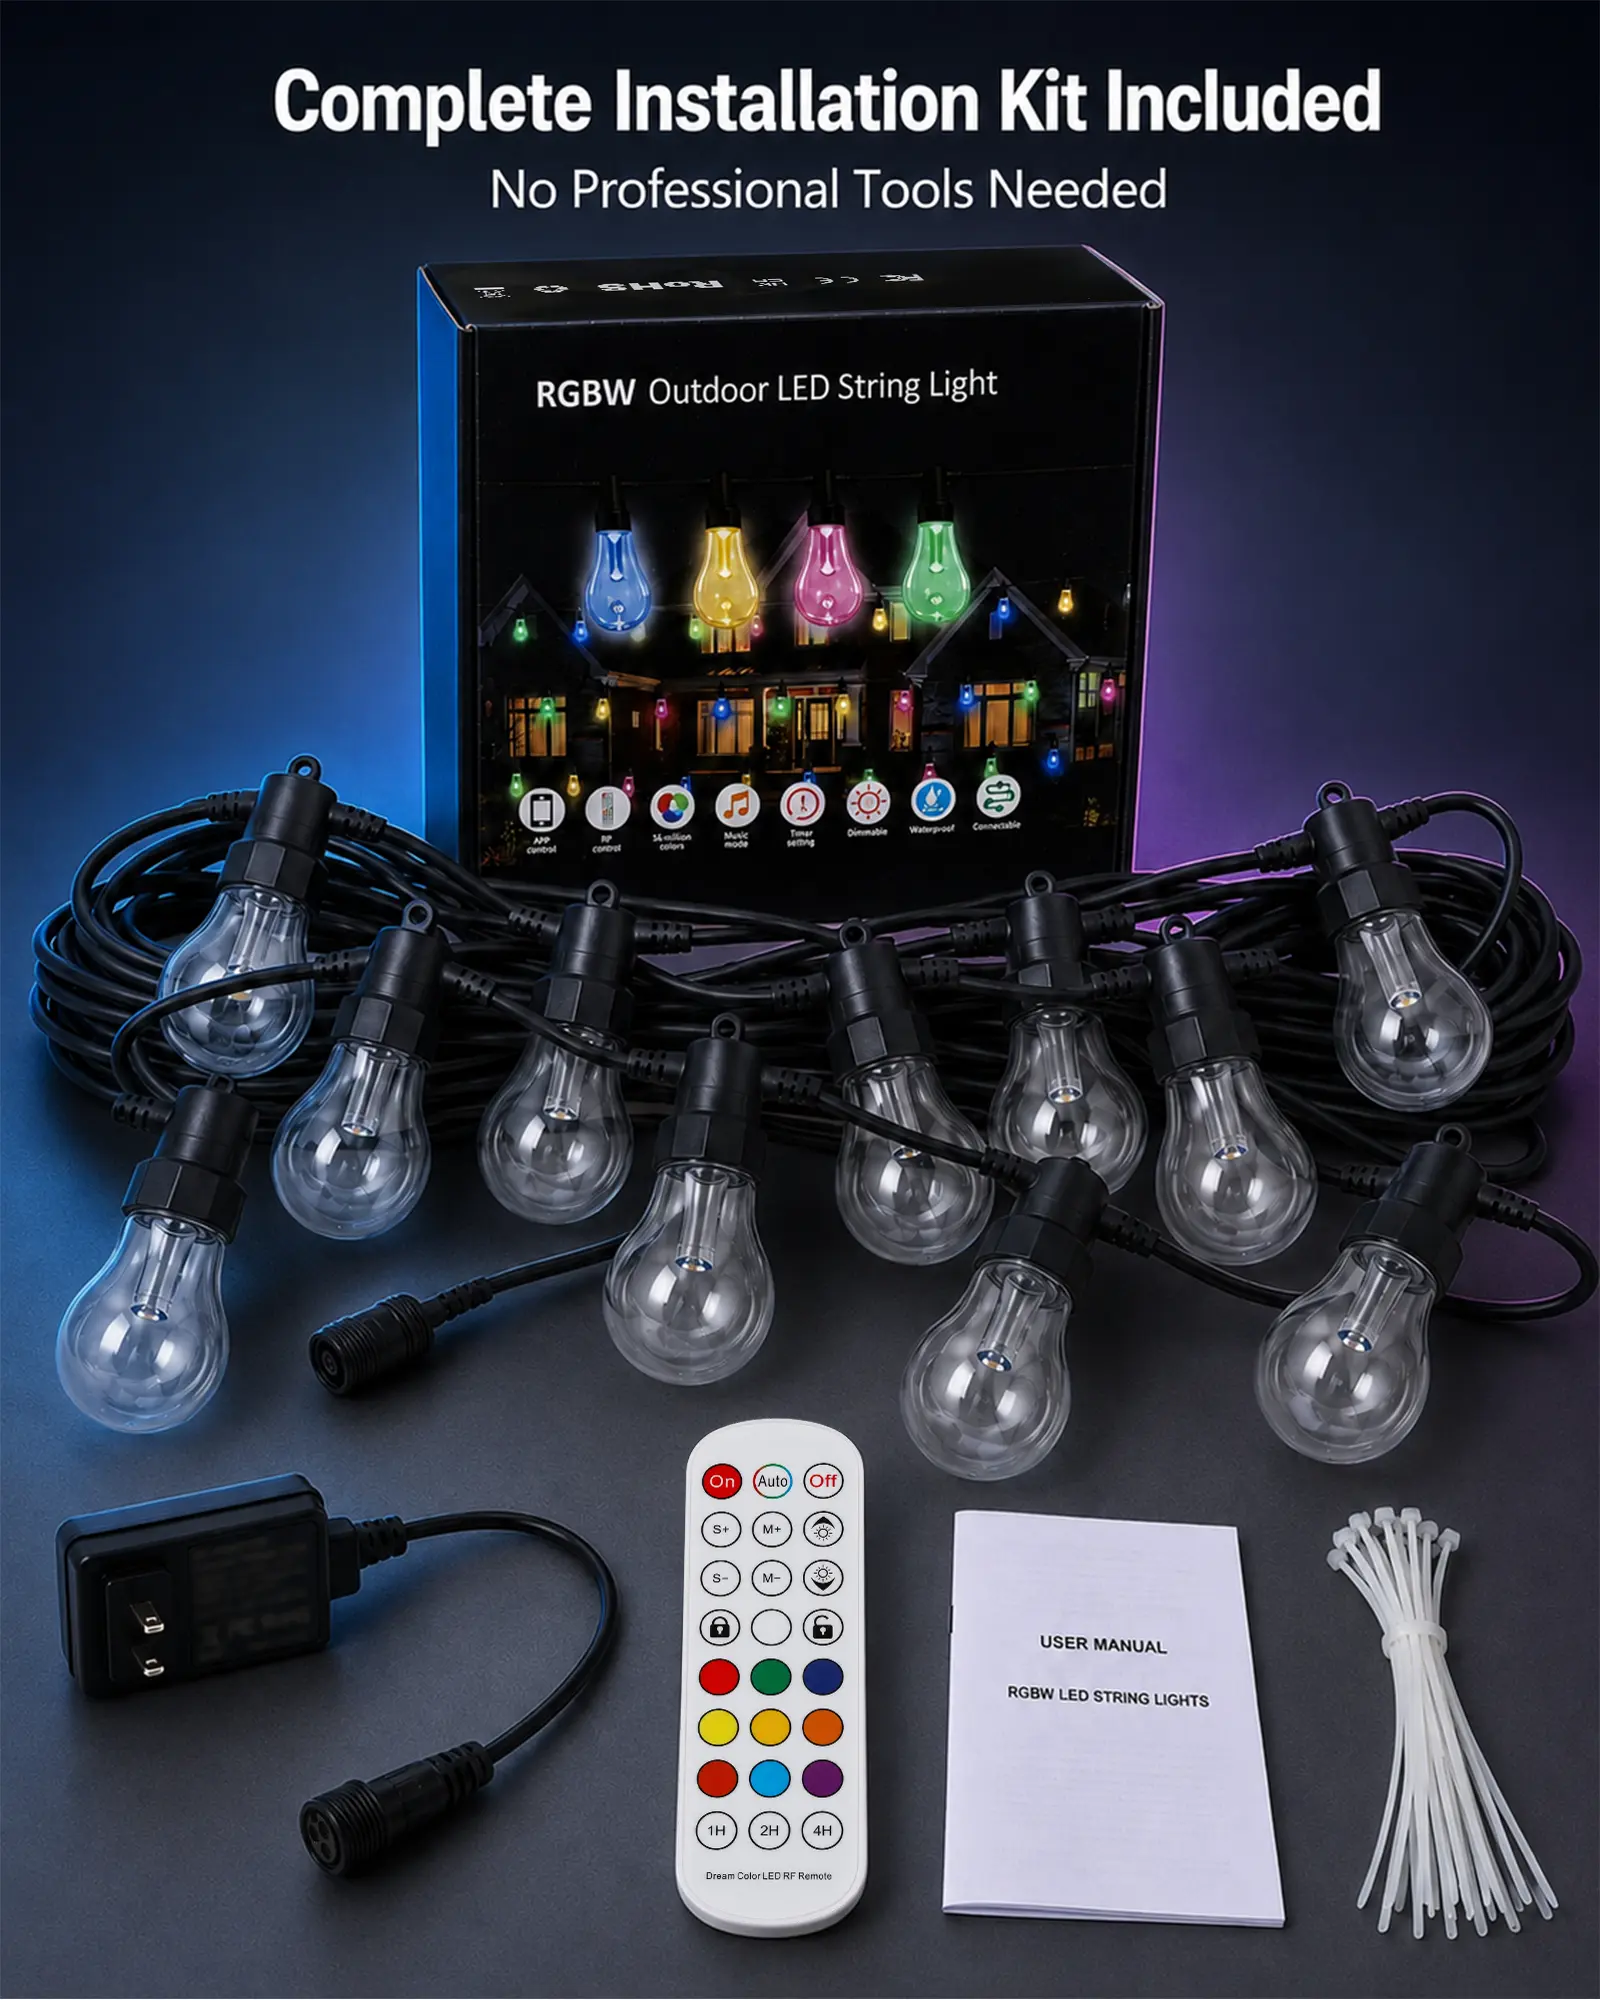 Complete Installation Kit Included
No Professional Tools Needed
RoHS
FC
RGBW Outdoor LED String Light
APP control
RF control
16 million colors
Music mode
Timer setting
Dimmable
Waterproof
Connectable
On Auto Off
S+ M+
S- M-
1H 2H 4H
Dream Color LED RF Remote
USER MANUAL
RGBW LED STRING LIGHTS